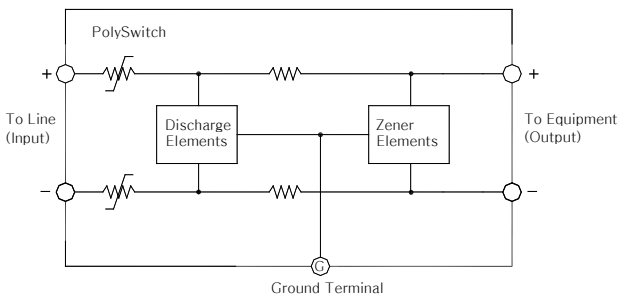 PolySwitch
+
+
To Line
(Input)
Discharge
Elements
Zener
Elements
To Equipment
(Output)
−
−
G
Ground Terminal